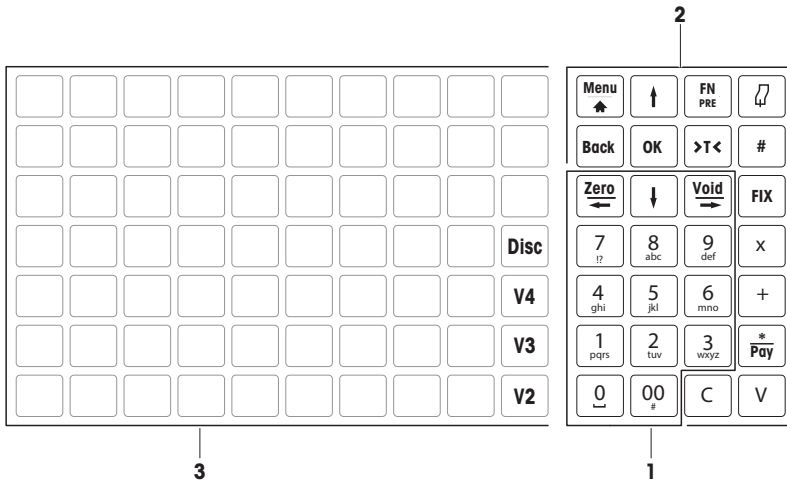 2
Menu FN
PRE
Back OK >T< #
Zero Void FIX
Disc 7 8 9 x
!? abc def
V4 4 5 6 +
ghi jkl mno
V3 1 2 3 *
pqrs tuv wxyz Pay
V2 0 00 C V
#
3 1